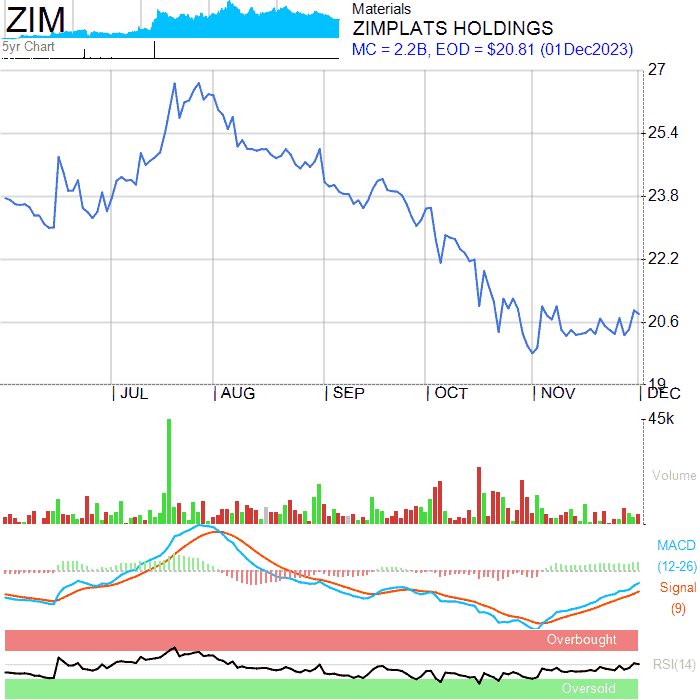 ZIM
Materials
ZIMPLATS HOLDINGS
MC = 2.2B, EOD = $20.81 (01Dec2023)
5yr Chart
27
25.4
23.8
22.2
20.6
19
JUL
AUG
SEP
OCT
NOV
DEC
45k
Volume
MACD
(12-26)
Signal
(9)
Overbought
RSI(14)
Oversold